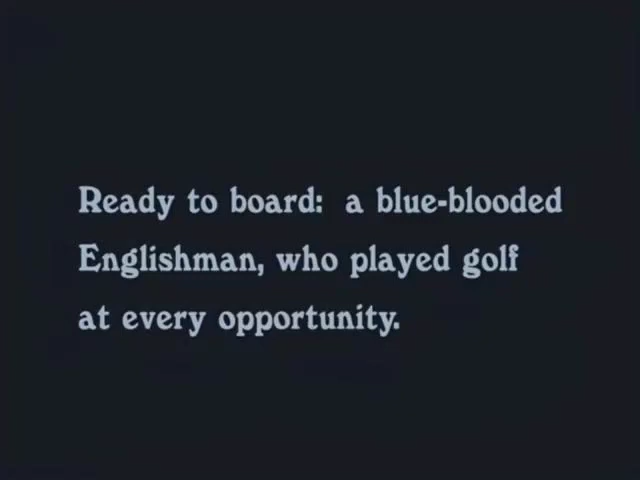 Ready to board:  a blue-blooded
Englishman, who played golf
at every opportunity.